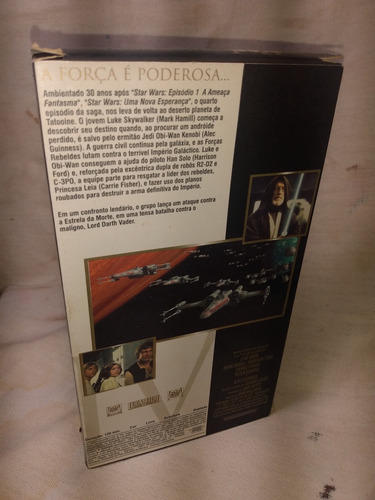 A FORÇA É PODEROSA...
Ambientado 30 anos após "Star Wars: Episódio 1 A Ameaça
Fantasma", "Star Wars: Uma Nova Esperança", o quarto
episódio da saga, nos leva de volta ao deserto planeta de
Tatooine. O jovem Luke Skywalker (Mark Hamill) começa a
descobrir seu destino quando, ao procurar um andróide
perdido, é salvo pelo ermitão Jedi Obi-Wan Kenobi (Alec
Guinness). A guerra civil continua pela galáxia, e as Forças
Rebeldes lutam contra o terrível Império Galáctico. Luke e
Obi-Wan conseguem a ajuda do piloto Han Solo (Harrison
Ford) e, reforçada pela excêntrica dupla de robôs R2-D2 e
C-3PO, a equipe parte para resgatar a líder dos rebeldes,
Princesa Leia (Carrie Fisher), e fazer uso dos planos
roubados para destruir a arma definitiva do Império.
Em um confronto lendário, o grupo lança um ataque contra
a Estrela da Morte, em uma tensa batalha contra o
maligno, Lord Darth Vader.
IV